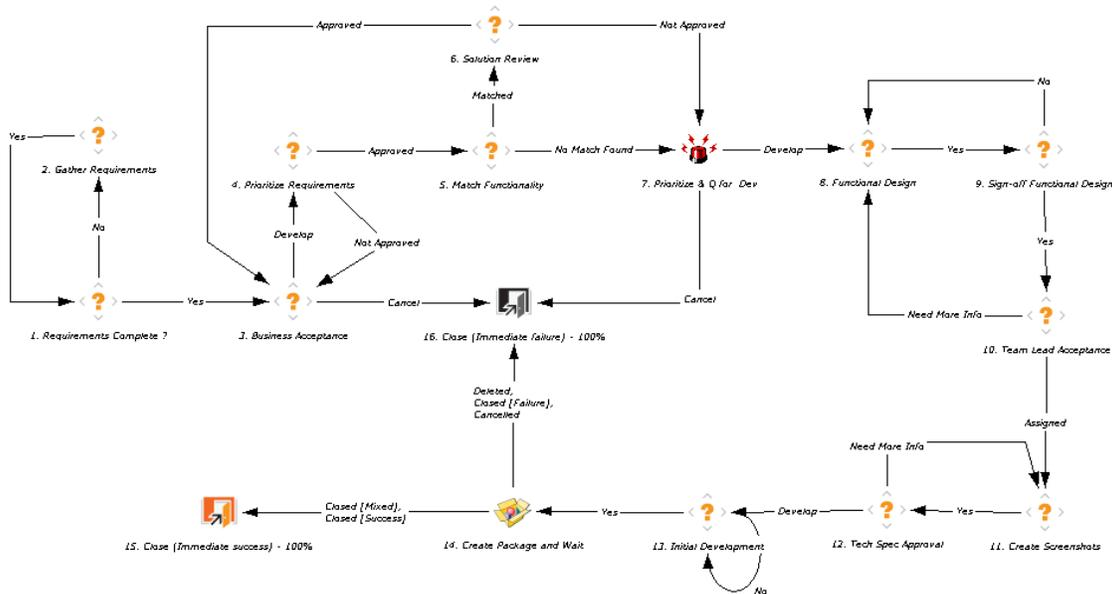 Approved
Not Approved
6. Solution Review
No
Matched
Yes
2. Gather Requirements
Approved
No Match Found
Develop
Yes
4. Prioritize Requirements
5. Match Functionality
7. Prioritize & Q for Dev
8. Functional Design
9. Sign-off Functional Design
No
Develop
Not Approved
Yes
Yes
Cancel
Cancel
Need More Info
1. Requirements Complete ?
3. Business Acceptance
16. Close (Immediate failure) - 100%
10. Team Lead Acceptance
Deleted,
Closed [Failure],
Cancelled
Assigned
Need More Info
Closed [Mixed],
Closed [Success]
Yes
Develop
Yes
15. Close (Immediate success) - 100%
14. Create Package and Wait
13. Initial Development
12. Tech Spec Approval
11. Create Screenshots
No